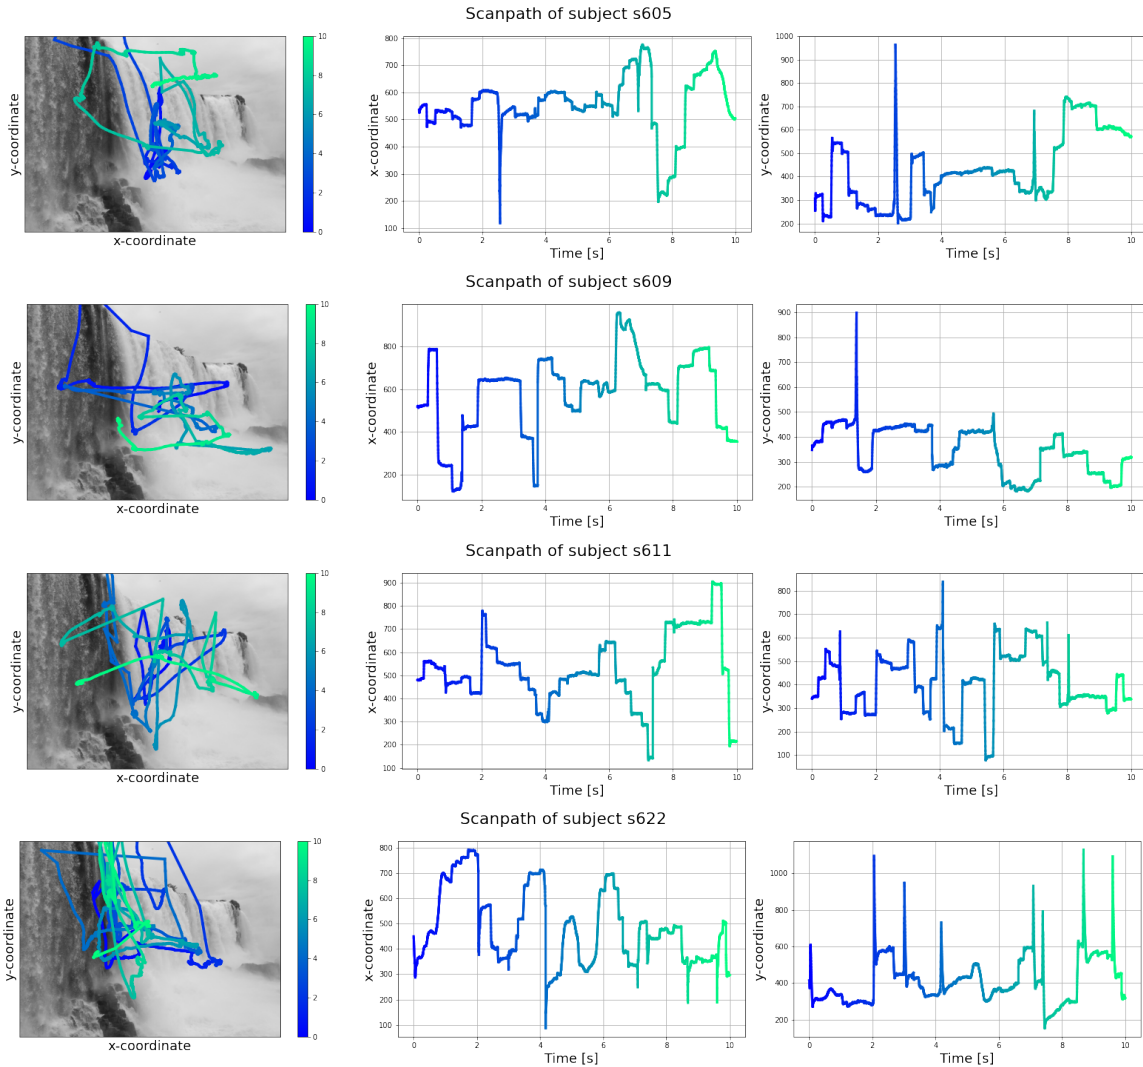 Scanpath of subject s605
y-coordinate
x-coordinate
10
8
6
4
2
0
x-coordinate
800
700
600
500
400
300
200
100
0 2 4 6 8 10
Time [s]
y-coordinate
1000
900
800
700
600
500
400
300
200
0 2 4 6 8 10
Time [s]
Scanpath of subject s609
y-coordinate
x-coordinate
10
8
6
4
2
0
x-coordinate
800
600
400
200
0 2 4 6 8 10
Time [s]
y-coordinate
900
800
700
600
500
400
300
200
0 2 4 6 8 10
Time [s]
Scanpath of subject s611
y-coordinate
x-coordinate
10
8
6
4
2
0
x-coordinate
900
800
700
600
500
400
300
200
100
0 2 4 6 8 10
Time [s]
y-coordinate
800
700
600
500
400
300
200
100
0 2 4 6 8 10
Time [s]
Scanpath of subject s622
y-coordinate
x-coordinate
10
8
6
4
2
0
x-coordinate
800
700
600
500
400
300
200
100
0 2 4 6 8 10
Time [s]
y-coordinate
1000
800
600
400
200
0 2 4 6 8 10
Time [s]